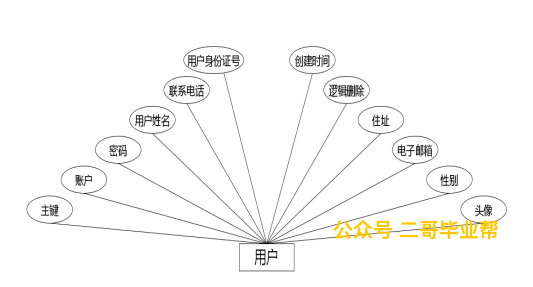 用户身份证号
创建时间
联系电话
逻辑删除
用户姓名
住址
密码
电子邮箱
账户
性别
主键
头像
公众号 二哥毕业帮
用户